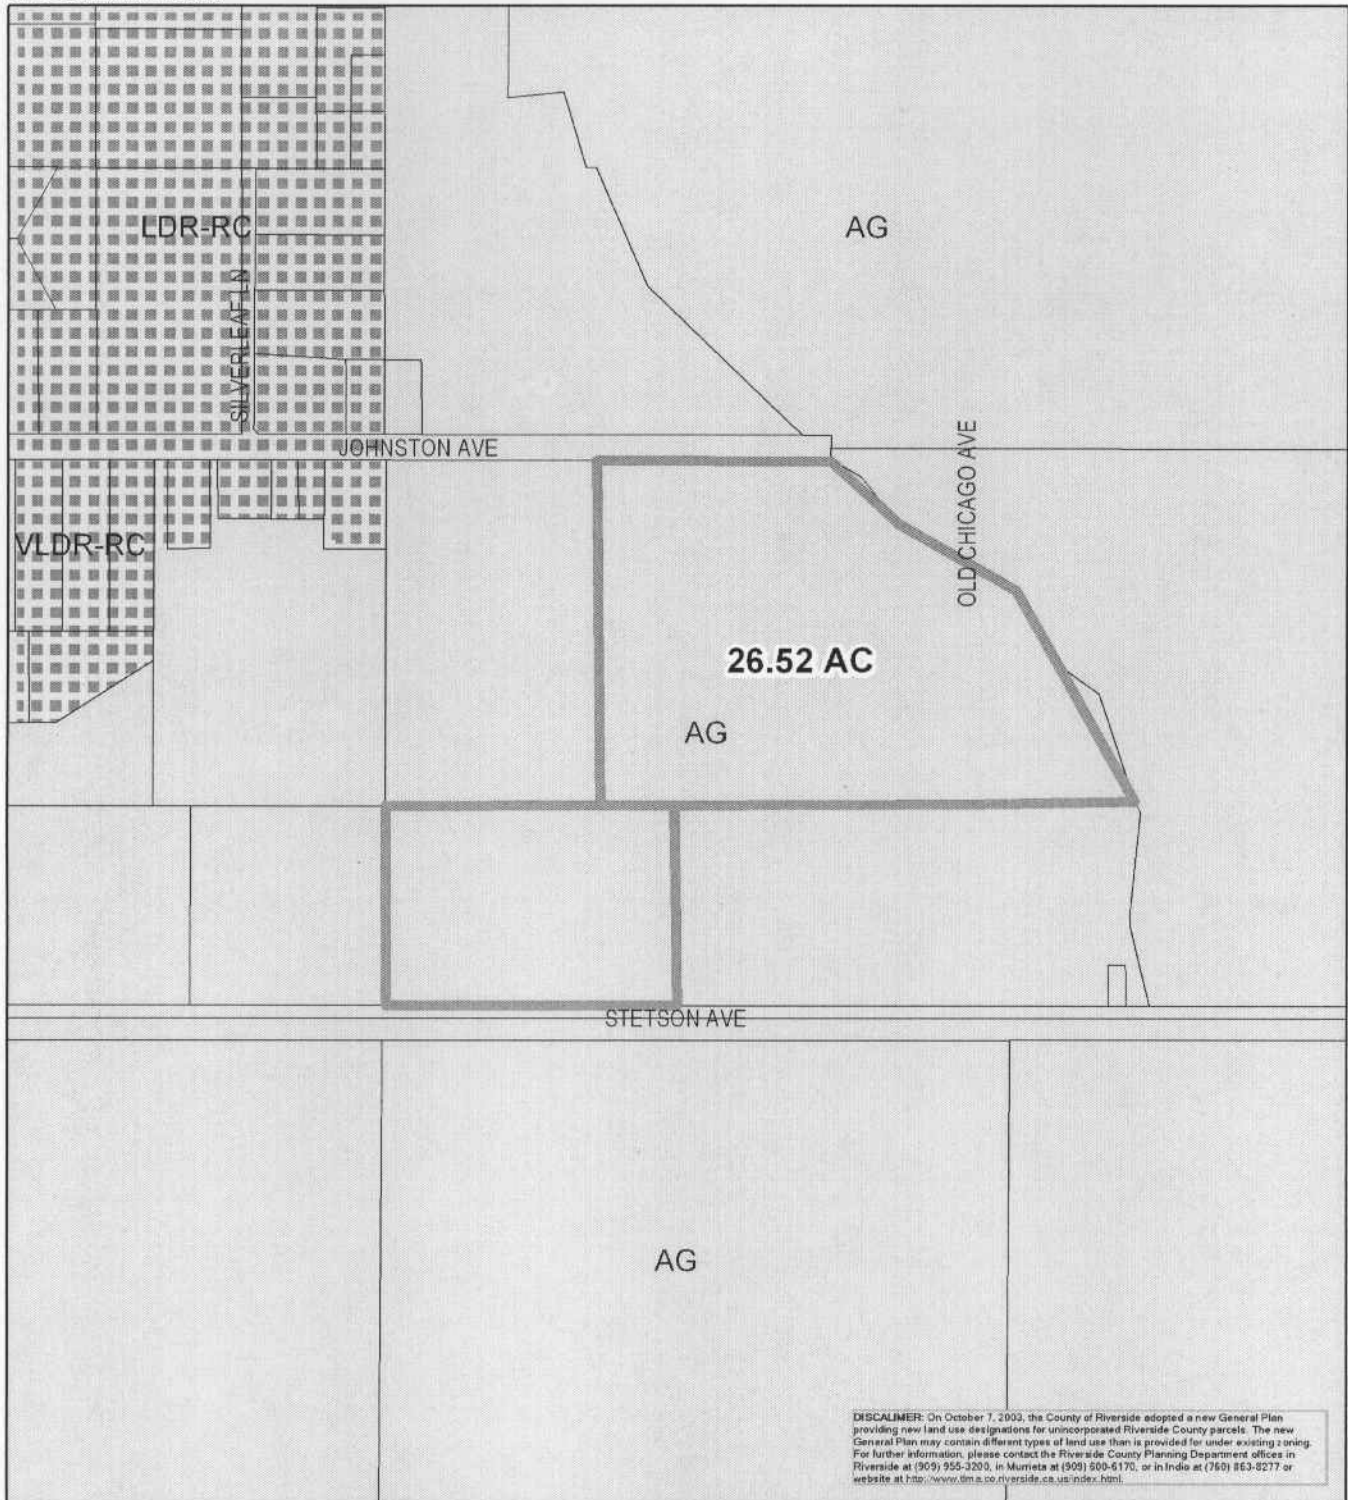 LDR-RC
AG
SILVERLEAF LN
JOHNSTON AVE
OLD CHICAGO AVE
VLDR-RC
26.52 AC
AG
STETSON AVE
AG
DISCALIMER: On October 7, 2003, the County of Riverside adopted a new General Plan
providing new land use designations for unincorporated Riverside County parcels. The new
General Plan may contain different types of land use than is provided for under existing zoning.
For further information, please contact the Riverside County Planning Department offices in
Riverside at (909) 955-3200, in Murrieta at (909) 600-6170, or in Indio at (760) 863-8277 or
website at http://www.tlma.co.riverside.ca.us/index.html.